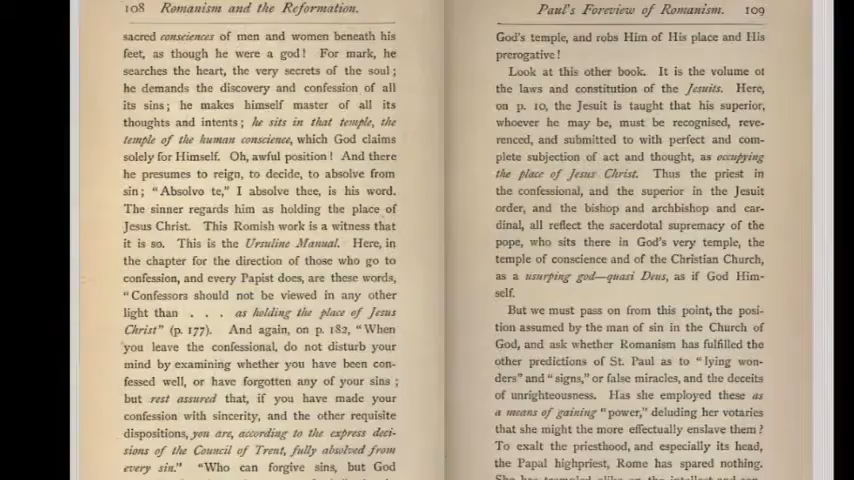 108 Romanism and the Reformation.
sacred consciences of men and women beneath his
feet, as though he were a god! For mark, he
searches the heart, the very secrets of the soul;
he demands the discovery and confession of all
its sins; he makes himself master of all its
thoughts and intents; he sits in that temple, the
temple of the human conscience, which God claims
solely for Himself. Oh, awful position! And there
he presumes to reign, to decide, to absolve from
sin; "Absolvo te," I absolve thee, is his word.
The sinner regards him as holding the place of
Jesus Christ. This Romish work is a witness that
it is so. This is the Ursuline Manual. Here, in
the chapter for the direction of those who go to
confession, and every Papist does, are these words,
"Confessors should not be viewed in any other
light than . . . as holding the place of Jesus
Christ" (p. 177). And again, on p. 182, "When
you leave the confessional, do not disturb your
mind by examining whether you have been con-
fessed well, or have forgotten any of your sins;
but rest assured that, if you have made your
confession with sincerity, and the other requisite
dispositions, you are, according to the express deci-
sions of the Council of Trent, fully absolved from
every sin." "Who can forgive sins, but God
Paul's Foreview of Romanism. 109
God's temple, and robs Him of His place and His
prerogative!
Look at this other book. It is the volume of
the laws and constitution of the Jesuits. Here,
on p. 10, the Jesuit is taught that his superior,
whoever he may be, must be recognised, reve-
renced, and submitted to with perfect and com-
plete subjection of act and thought, as occupying
the place of Jesus Christ. Thus the priest in
the confessional, and the superior in the Jesuit
order, and the bishop and archbishop and car-
dinal, all reflect the sacerdotal supremacy of the
pope, who sits there in God's very temple, the
temple of conscience and of the Christian Church,
as a usurping god—quasi Deus, as if God Him-
self.
But we must pass on from this point, the posi-
tion assumed by the man of sin in the Church of
God, and ask whether Romanism has fulfilled the
other predictions of St. Paul as to "lying won-
ders" and "signs," or false miracles, and the deceits
of unrighteousness. Has she employed these as
a means of gaining "power," deluding her votaries
that she might the more effectually enslave them?
To exalt the priesthood, and especially its head,
the Papal highpriest, Rome has spared nothing.